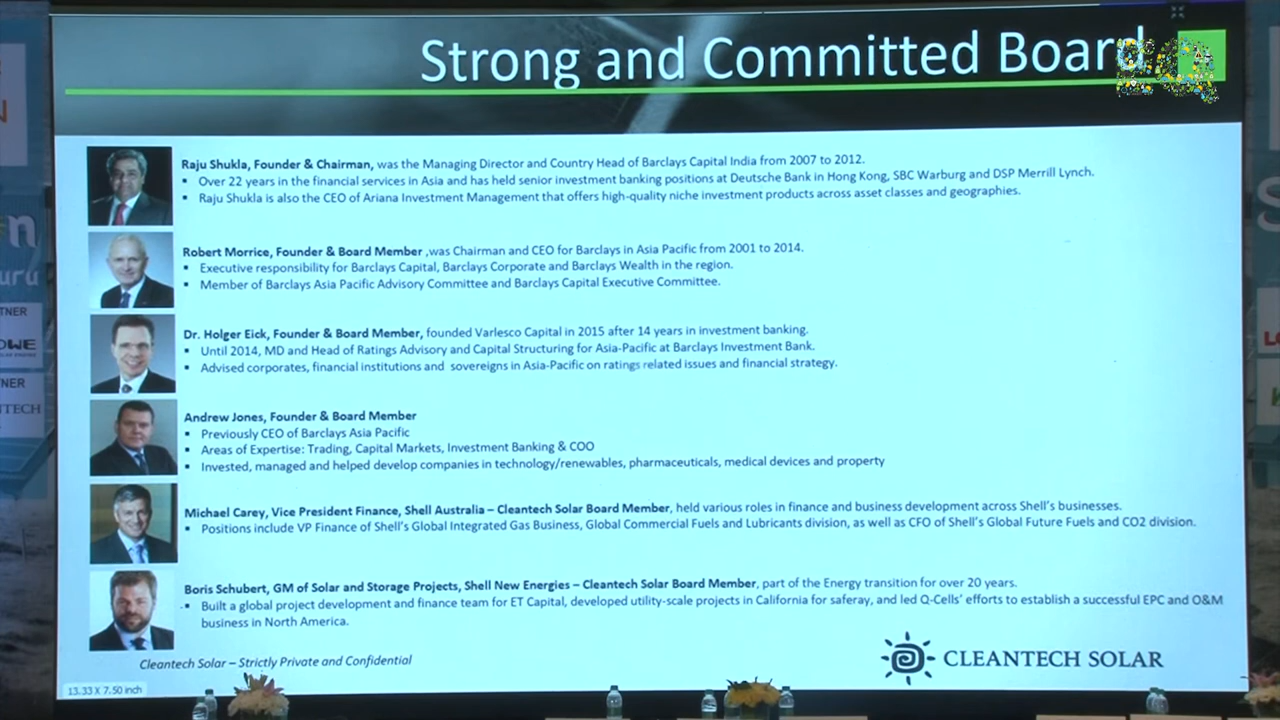 Strong and Committed Board
EQ
Raju Shukla, Founder & Chairman, was the Managing Director and Country Head of Barclays Capital India from 2007 to 2012.
▪ Over 22 years in the financial services in Asia and has held senior investment banking positions at Deutsche Bank in Hong Kong, SBC Warburg and DSP Merrill Lynch.
▪ Raju Shukla is also the CEO of Ariana Investment Management that offers high-quality niche investment products across asset classes and geographies.
Robert Morrice, Founder & Board Member ,was Chairman and CEO for Barclays in Asia Pacific from 2001 to 2014.
▪ Executive responsibility for Barclays Capital, Barclays Corporate and Barclays Wealth in the region.
▪ Member of Barclays Asia Pacific Advisory Committee and Barclays Capital Executive Committee.
Dr. Holger Eick, Founder & Board Member, founded Varlesco Capital in 2015 after 14 years in investment banking.
▪ Until 2014, MD and Head of Ratings Advisory and Capital Structuring for Asia-Pacific at Barclays Investment Bank.
▪ Advised corporates, financial institutions and sovereigns in Asia-Pacific on ratings related issues and financial strategy.
Andrew Jones, Founder & Board Member
▪ Previously CEO of Barclays Asia Pacific
▪ Areas of Expertise: Trading, Capital Markets, Investment Banking & COO
▪ Invested, managed and helped develop companies in technology/renewables, pharmaceuticals, medical devices and property
Michael Carey, Vice President Finance, Shell Australia – Cleantech Solar Board Member, held various roles in finance and business development across Shell's businesses.
▪ Positions include VP Finance of Shell's Global Integrated Gas Business, Global Commercial Fuels and Lubricants division, as well as CFO of Shell's Global Future Fuels and CO2 division.
Boris Schubert, GM of Solar and Storage Projects, Shell New Energies – Cleantech Solar Board Member, part of the Energy transition for over 20 years.
▪ Built a global project development and finance team for ET Capital, developed utility-scale projects in California for saferay, and led Q-Cells' efforts to establish a successful EPC and O&M
business in North America.
Cleantech Solar – Strictly Private and Confidential
CLEANTECH SOLAR
13.33 X 7.50 inch